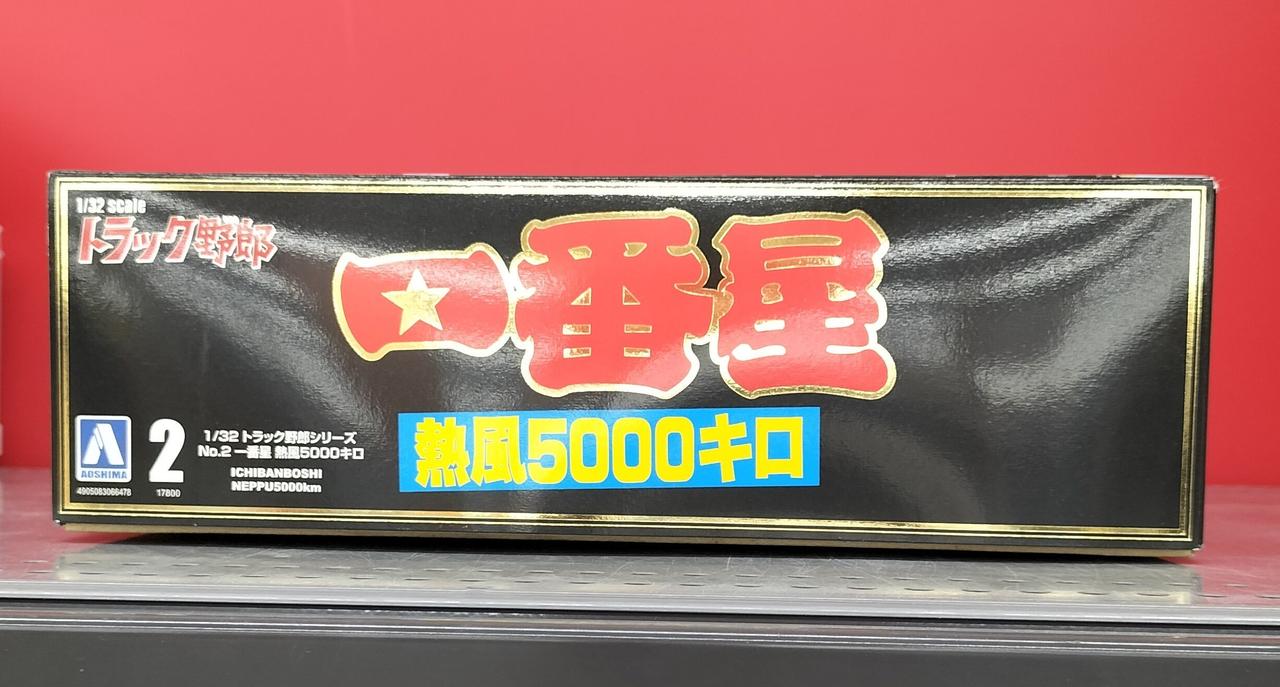 1/32 scale
トラック野郎
一番星
熱風5000キロ
AOSHIMA
4905083066478
2
17800
1/32 トラック野郎シリーズ
No.2 一番星 熱風5000キロ
ICHIBANBOSHI
NEPPU5000km